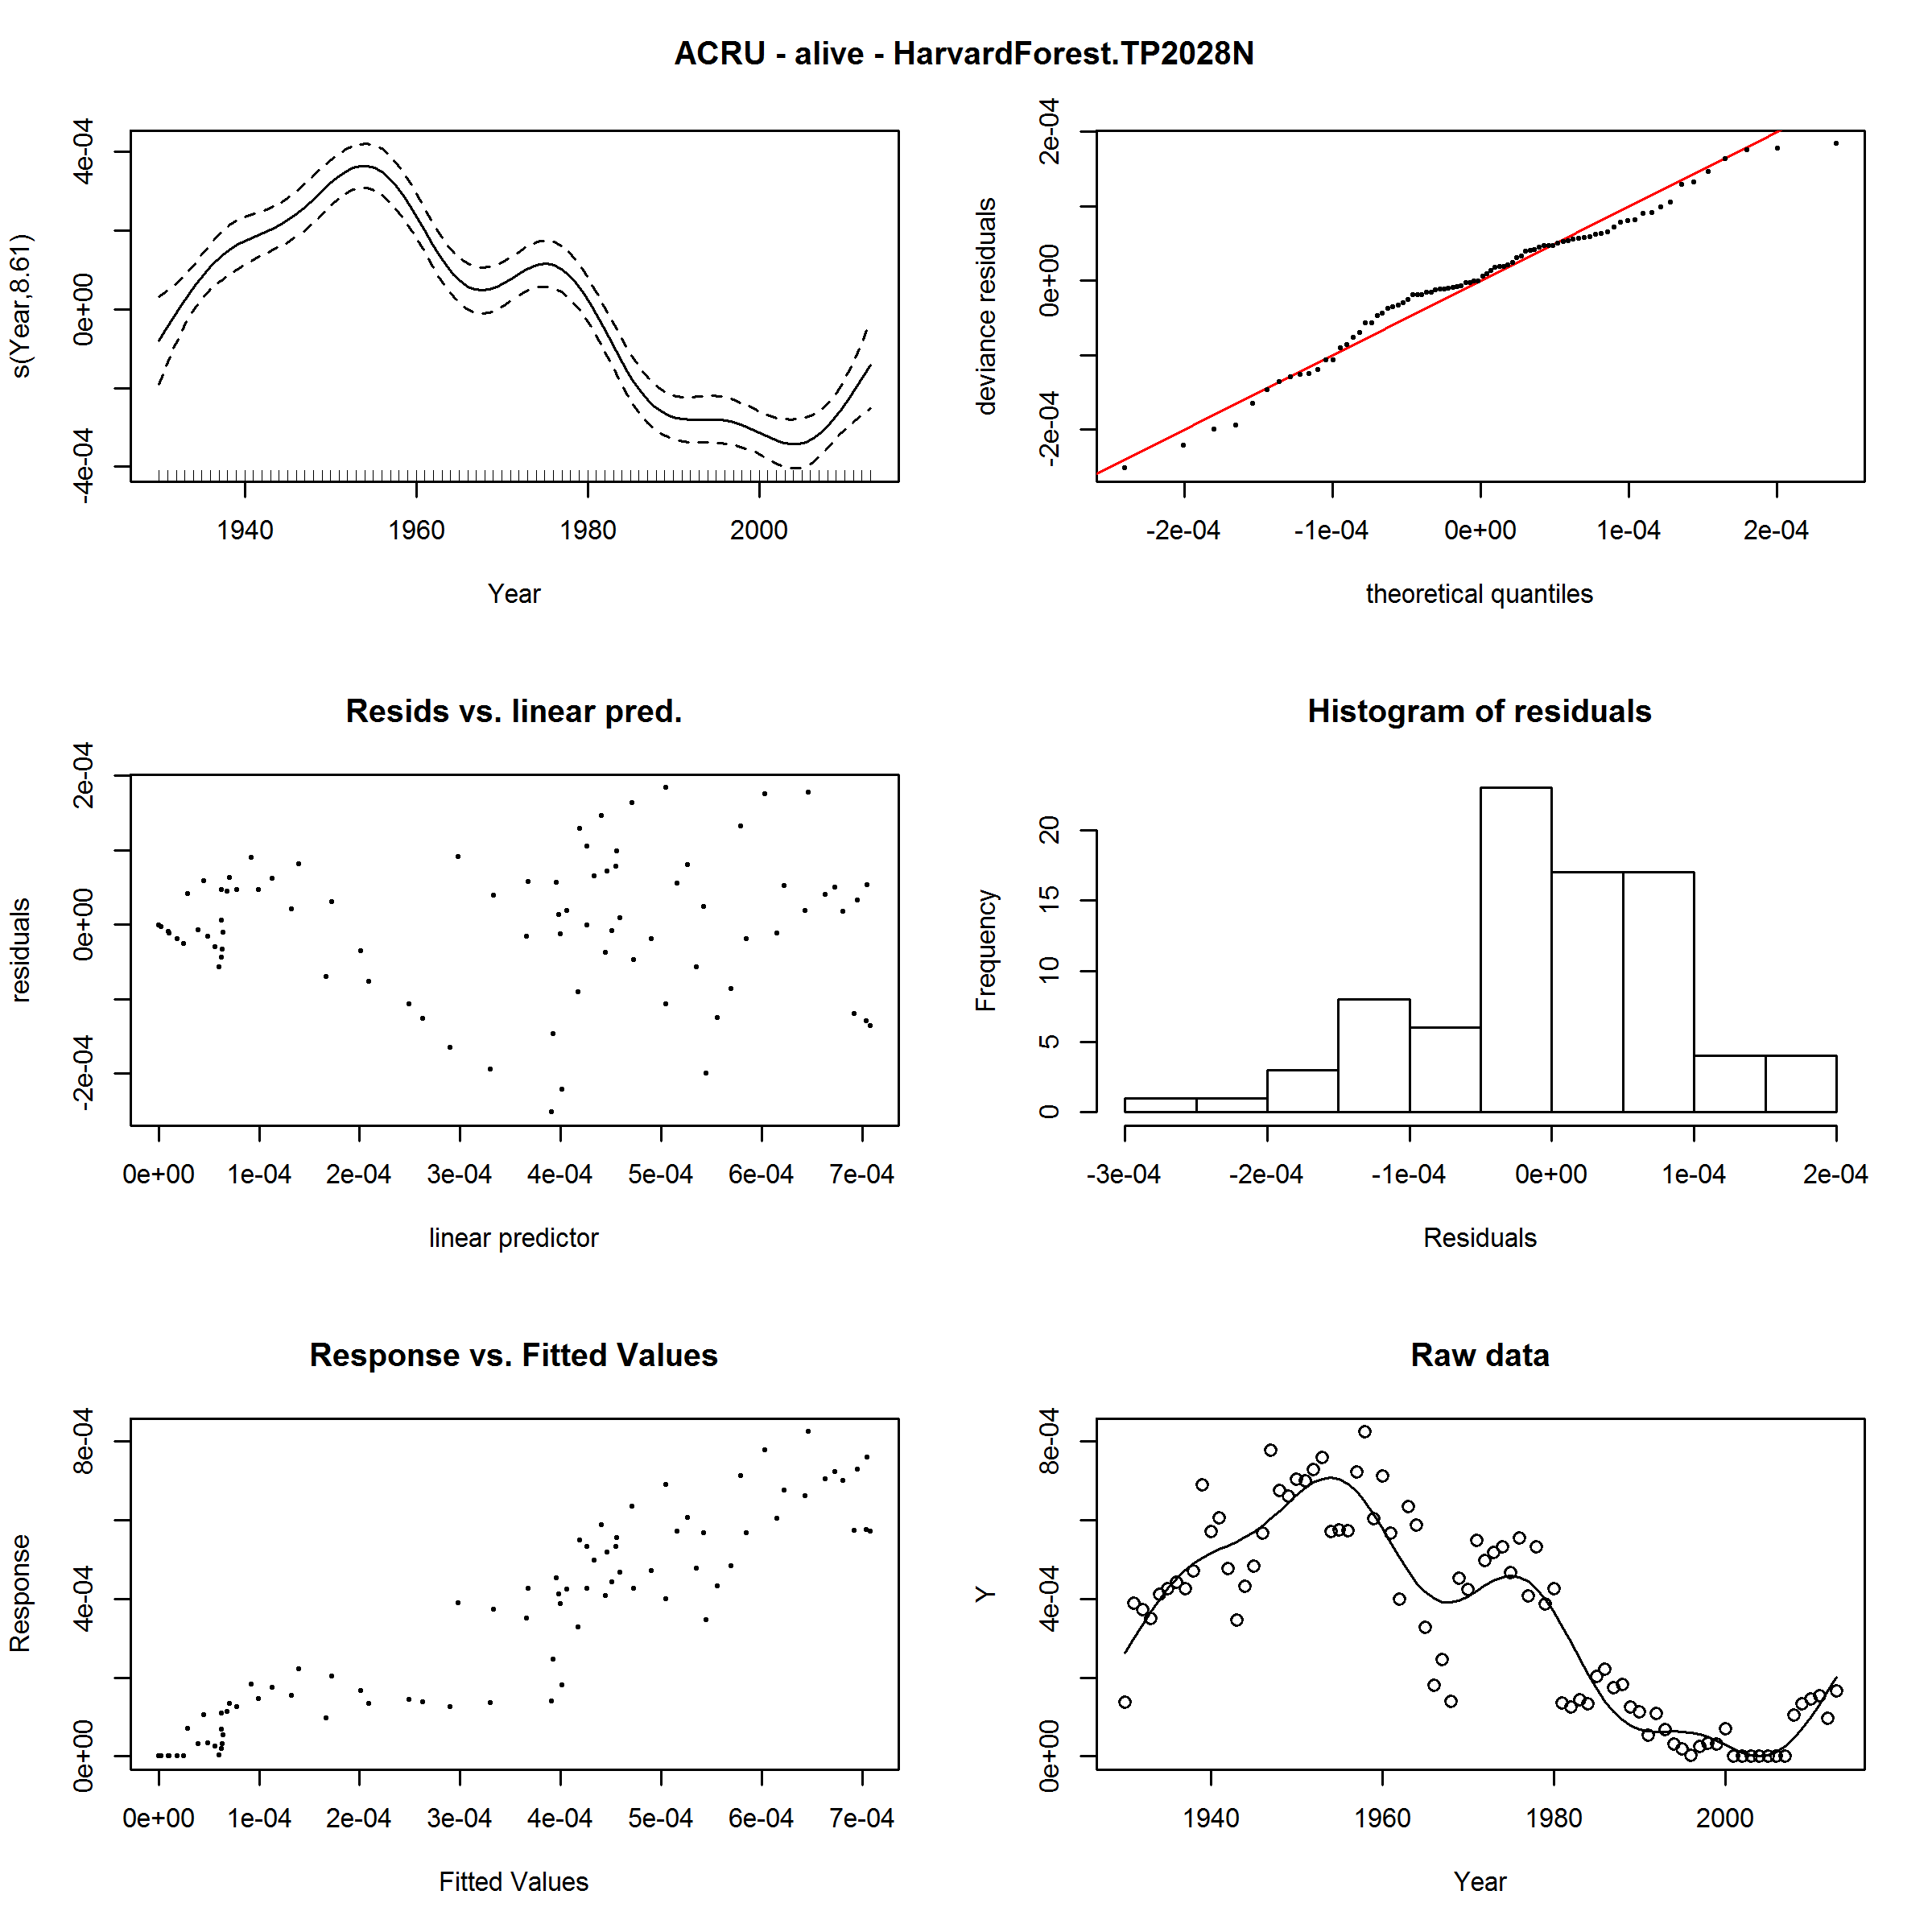 ACRU - alive - HarvardForest.TP2028N
s(Year,8.61)
-4e-04 0e+00 4e-04
1940 1960 1980 2000
Year
deviance residuals
-2e-04 0e+00 2e-04
-2e-04 -1e-04 0e+00 1e-04 2e-04
theoretical quantiles
Resids vs. linear pred.
residuals
-2e-04 0e+00 2e-04
0e+00 1e-04 2e-04 3e-04 4e-04 5e-04 6e-04 7e-04
linear predictor
Histogram of residuals
Frequency
0 5 10 15 20
-3e-04 -2e-04 -1e-04 0e+00 1e-04 2e-04
Residuals
Response vs. Fitted Values
Response
0e+00 4e-04 8e-04
0e+00 1e-04 2e-04 3e-04 4e-04 5e-04 6e-04 7e-04
Fitted Values
Raw data
Y
0e+00 4e-04 8e-04
1940 1960 1980 2000
Year